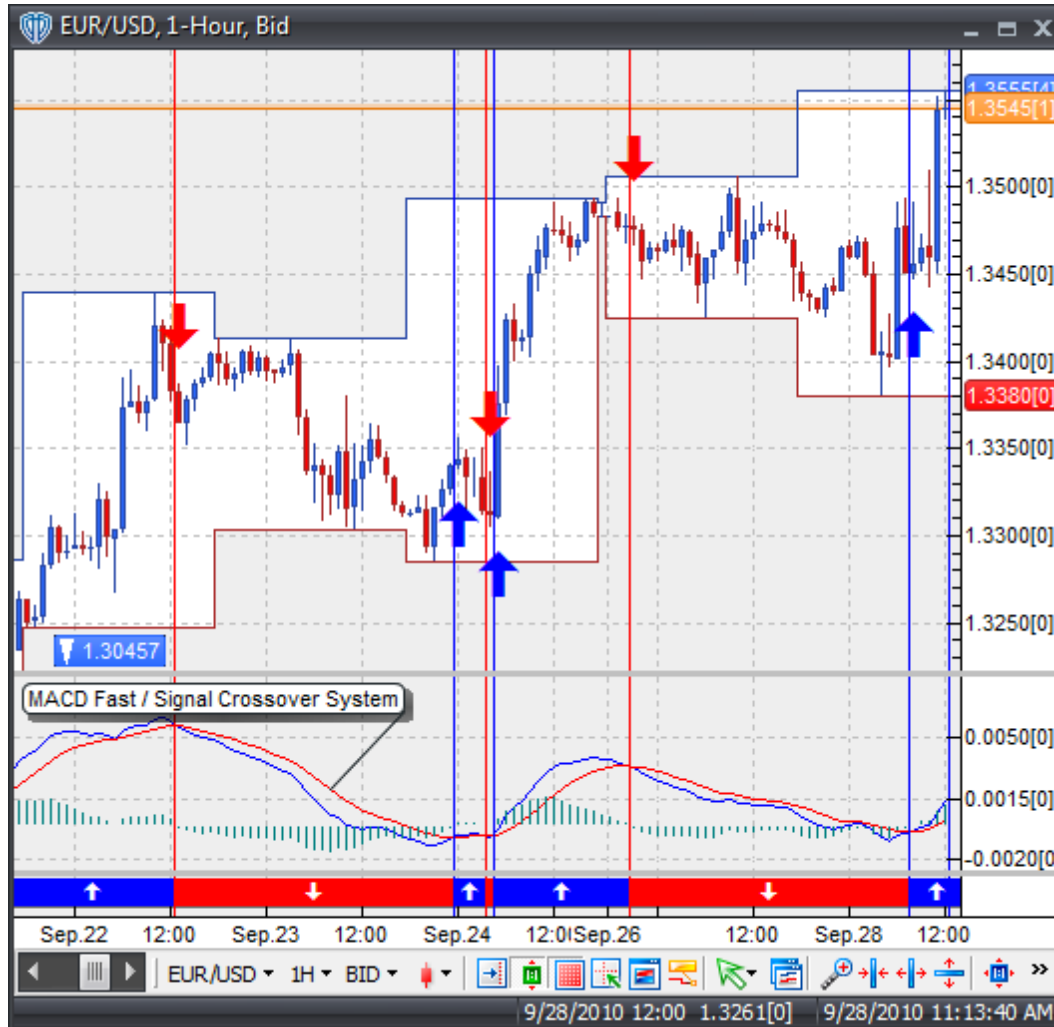 EUR/USD, 1-Hour, Bid
1.3555[4]
1.3545[1]
1.3500[0]
1.3450[0]
1.3400[0]
1.3380[0]
1.3350[0]
1.3300[0]
1.3250[0]
1.30457
MACD Fast / Signal Crossover System
0.0050[0]
0.0015[0]
-0.0020[0
Sep.22 12:00 Sep.23 12:00 Sep.24 12:0 Sep.26 12:00 Sep.28 12:00
EUR/USD 1H BID
9/28/2010 12:00 1.3261[0] 9/28/2010 11:13:40 AM